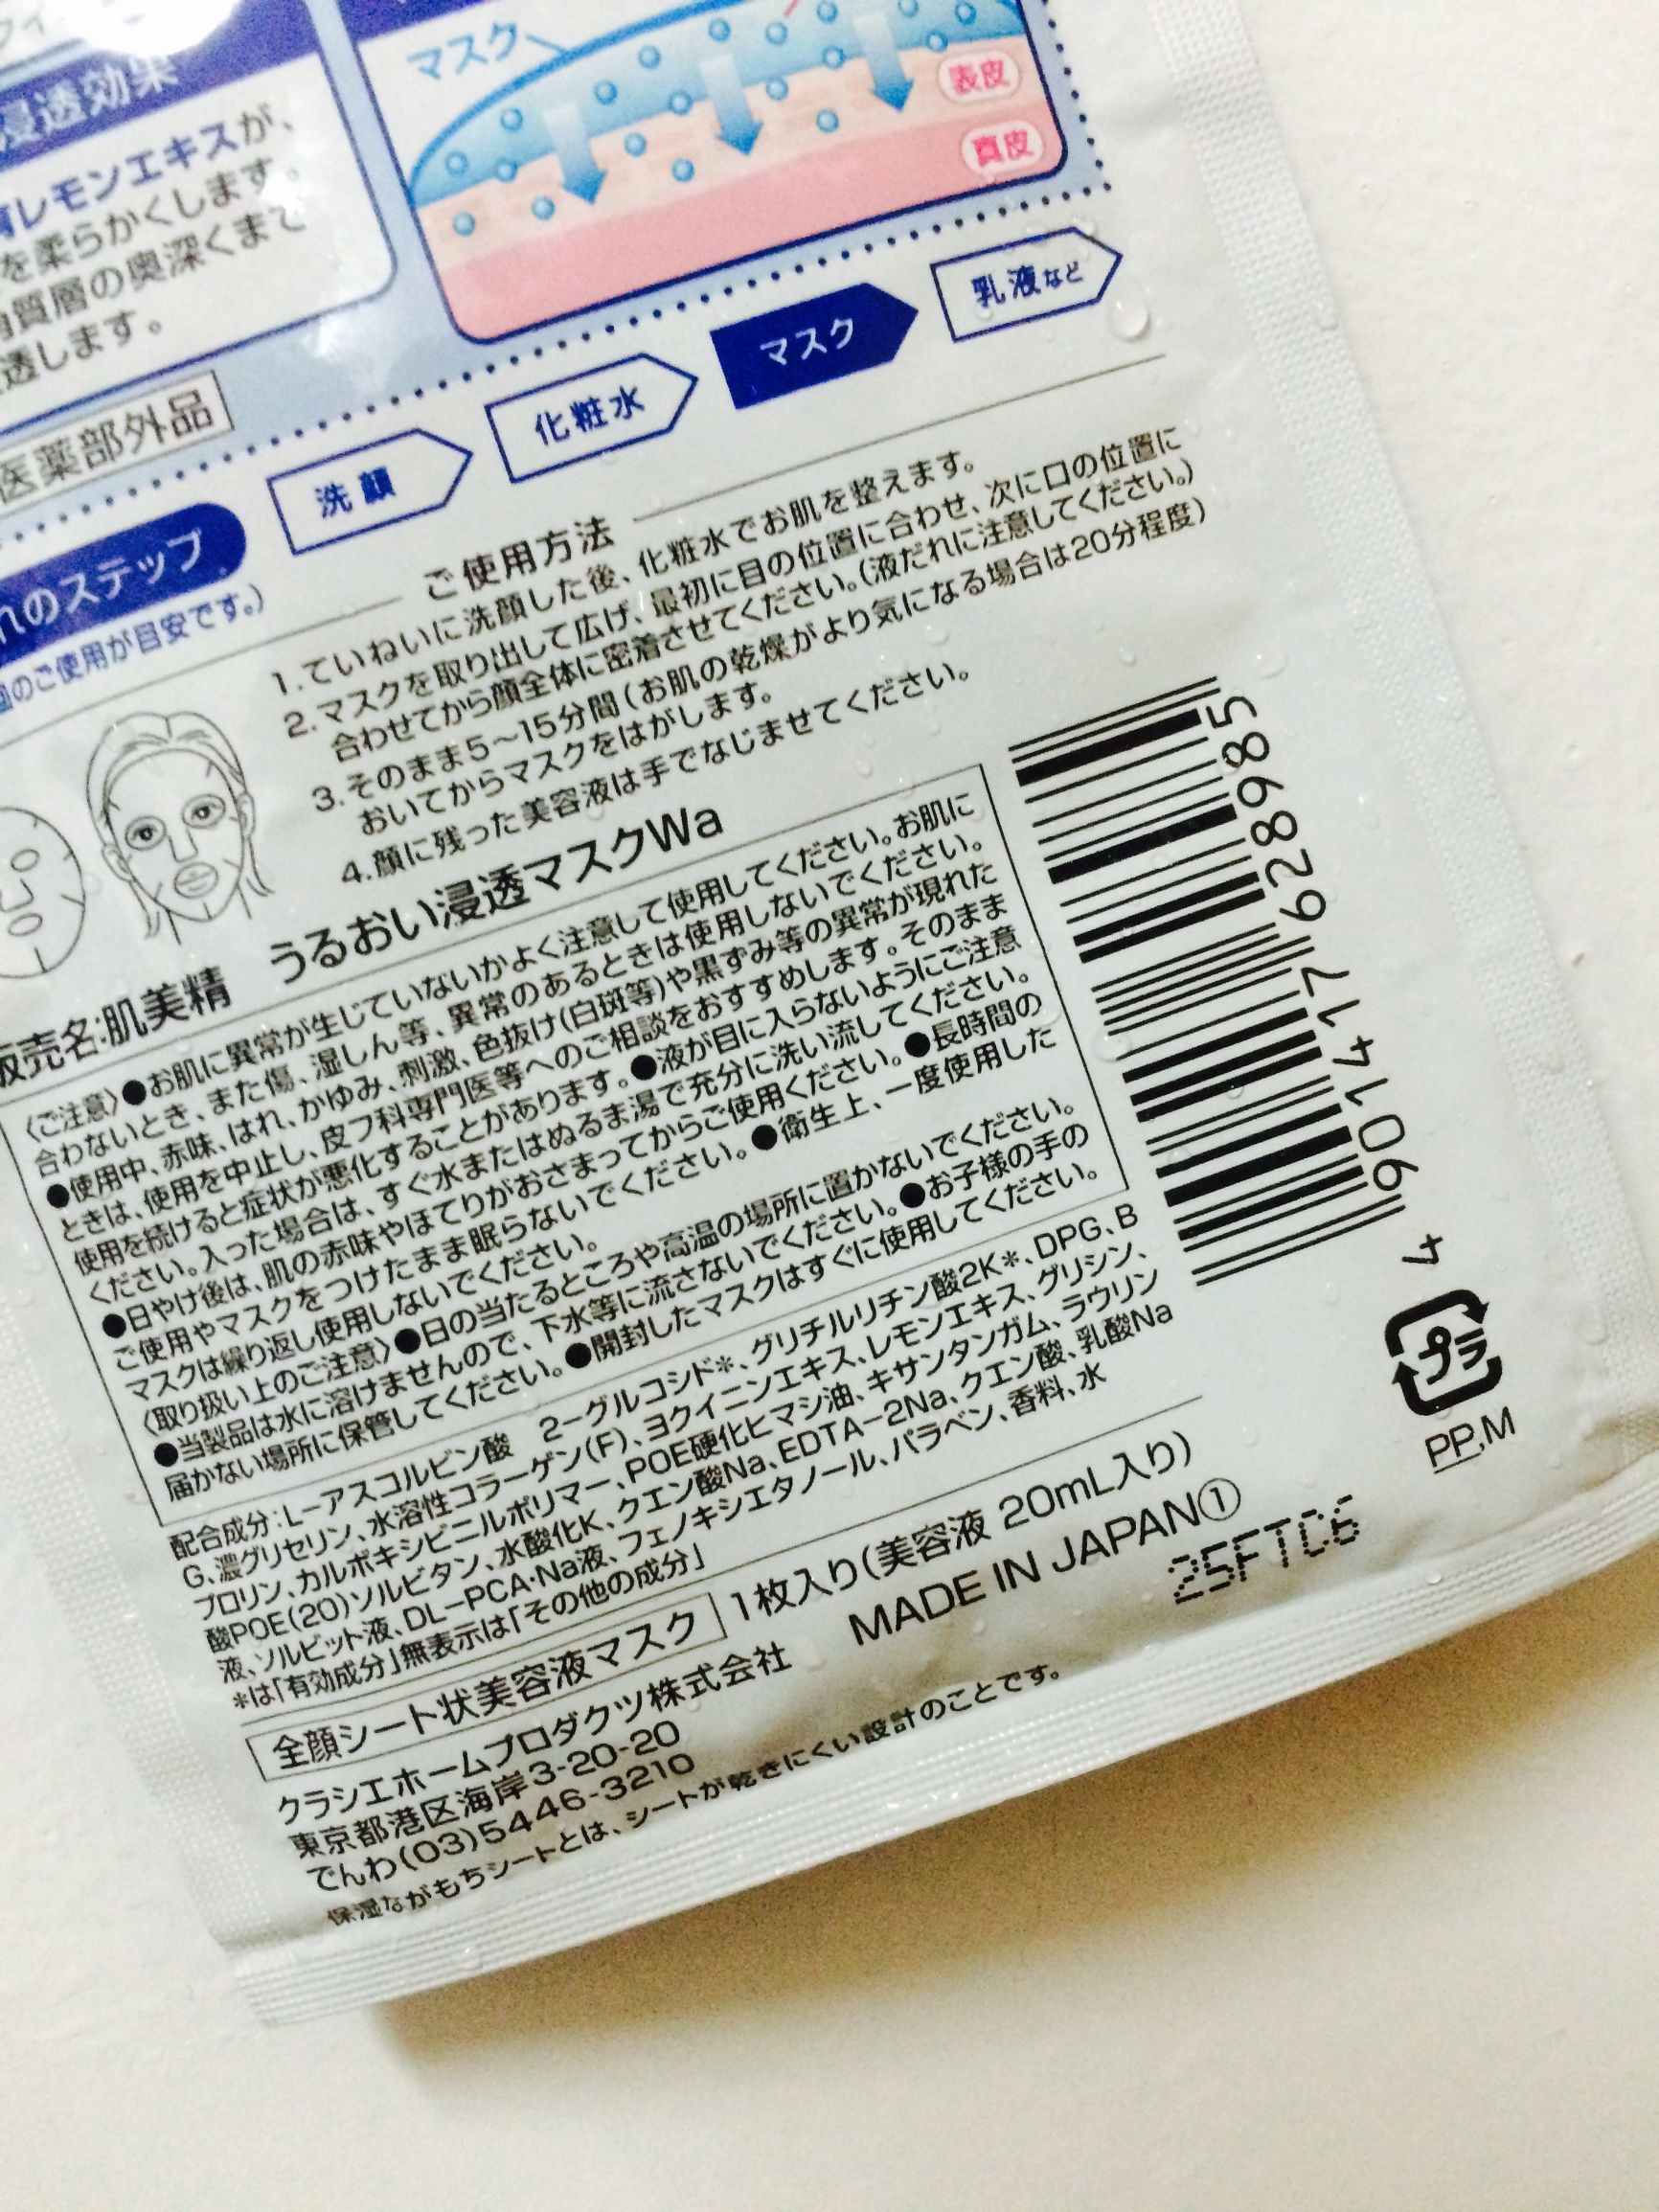 浸透効果
レモンエキスが、
を柔らかくします。
質層の奥深くまで
透します。
マスク
表皮
真皮
医薬部外品
れのステップ
のご使用が目安です。)
洗顔
化粧水
マスク
乳液など
ご使用方法
1.ていねいに洗顔した後、化粧水でお肌を整えます。
2.マスクを取り出して広げ、最初に目の位置に合わせ、次に口の位置に
合わせてから顔全体に密着させてください。(液だれに注意してください。)
3.そのまま5～15分間(お肌の乾燥がより気になる場合は20分程度)
おいてからマスクをはがします。
4.顔に残った美容液は手でなじませてください。
販売名:肌美精 うるおい浸透マスクWa
〈ご注意〉●お肌に異常が生じていないかよく注意して使用してください。お肌に
合わないとき、また傷、湿しん等、異常のあるときは使用しないでください。
●使用中、赤味、はれ、かゆみ、刺激、色抜け(白斑等)や黒ずみ等の異常が現れた
ときは、使用を中止し、皮フ科専門医等へのご相談をおすすめします。そのまま
使用を続けると症状が悪化することがあります。●液が目に入らないようにご注意
ください。入った場合は、すぐ水またはぬるま湯で充分に洗い流してください。
●日やけ後は、肌の赤味やほてりがおさまってからご使用ください。●長時間の
ご使用やマスクをつけたまま眠らないでください。●衛生上、一度使用した
マスクは繰り返し使用しないでください。
〈取り扱い上のご注意〉●日の当たるところや高温の場所に置かないでください。
●当製品は水に溶けませんので、下水等に流さないでください。●お子様の手の
届かない場所に保管してください。●開封したマスクはすぐに使用してください。
配合成分:L-アスコルビン酸 2-グルコシド*、グリチルリチン酸2K*、DPG、B
G、濃グリセリン、水溶性コラーゲン(F)、ヨクイニンエキス、レモンエキス、グリシン、
プロリン、カルボキシビニルポリマー、POE硬化ヒマシ油、キサンタンガム、ラウリン
酸POE(20)ソルビタン、水酸化K、クエン酸Na、EDTA-2Na、クエン酸、乳酸Na
液、ソルビット液、DL-PCA・Na液、フェノキシエタノール、パラベン、香料、水
*は「有効成分」無表示は「その他の成分」
全顔シート状美容液マスク 1枚入り(美容液 20mL入り)
クラシエホームプロダクツ株式会社 MADE IN JAPAN①
東京都港区海岸3-20-20
でんわ(03)5446-3210
25FT06
保湿ながもちシートとは、シートが乾きにくい設計のことです。
4 901417 629885
プラ
PP,M